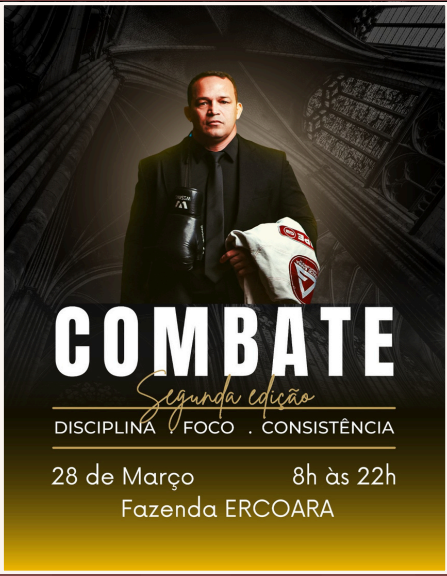 COMBATE
Segunda edição
DISCIPLINA . FOCO . CONSISTÊNCIA
28 de Março 8h às 22h
Fazenda ERCOARA